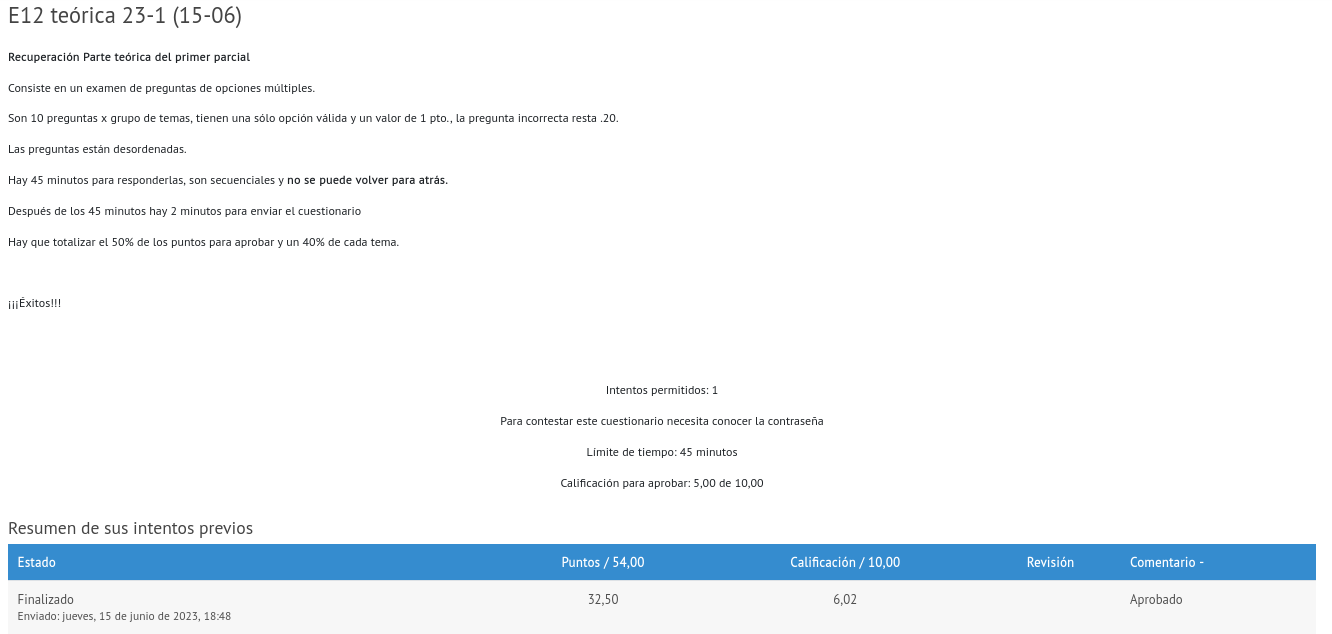 E12 teórica 23-1 (15-06)
Recuperación Parte teórica del primer parcial
Consiste en un examen de preguntas de opciones múltiples.
Son 10 preguntas x grupo de temas, tienen una sólo opción válida y un valor de 1 pto., la pregunta incorrecta resta .20.
Las preguntas están desordenadas.
Hay 45 minutos para responderlas, son secuenciales y no se puede volver para atrás.
Después de los 45 minutos hay 2 minutos para enviar el cuestionario
Hay que totalizar el 50% de los puntos para aprobar y un 40% de cada tema.
¡¡¡Éxitos!!!
Intentos permitidos: 1
Para contestar este cuestionario necesita conocer la contraseña
Límite de tiempo: 45 minutos
Calificación para aprobar: 5,00 de 10,00
Resumen de sus intentos previos
Estado Puntos / 54,00 Calificación / 10,00 Revisión Comentario -
Finalizado 32,50 6,02 Aprobado
Enviado: jueves, 15 de junio de 2023, 18:48